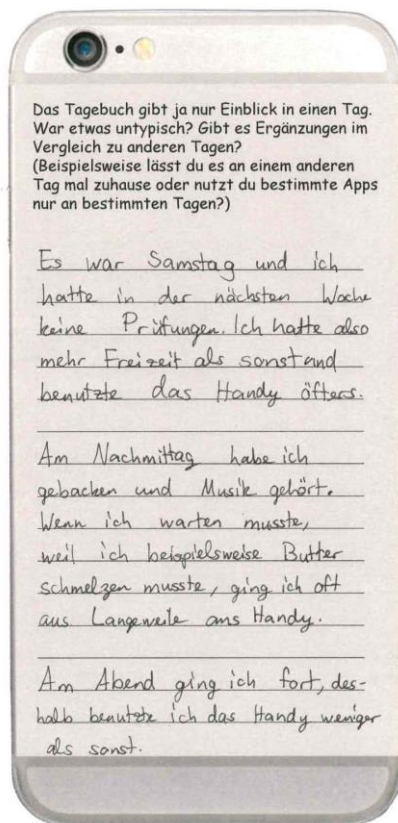 Das Tagebuch gibt ja nur Einblick in einen Tag.
War etwas untypisch? Gibt es Ergänzungen im
Vergleich zu anderen Tagen?
(Beispielsweise lässt du es an einem anderen
Tag mal zuhause oder nutzt du bestimmte Apps
nur an bestimmten Tagen?)
Es war Samstag und ich
hatte in der nächsten Woche
keine Prüfungen. Ich hatte also
mehr Freizeit als sonst und
benutzte das Handy öfters.
Am Nachmittag habe ich
gebacken und Musik gehört.
Wenn ich warten musste,
weil ich beispielsweise Butter
schmelzen musste, ging ich oft
aus Langeweile ans Handy.
Am Abend ging ich fort, des-
halb benutzte ich das Handy weniger
als sonst.